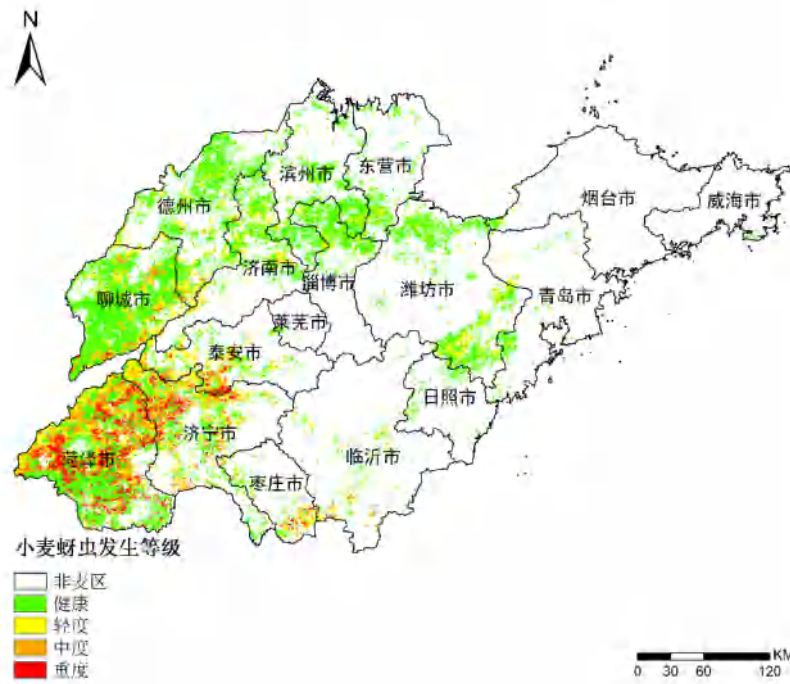 N
滨州市
东营市
烟台市
威海市
德州市
济南市
淄博市
潍坊市
青岛市
聊城市
莱芜市
泰安市
日照市
济宁市
临沂市
菏泽市
枣庄市
小麦蚜虫发生等级
非麦区
健康
轻度
中度
重度
KM
0 30 60 120